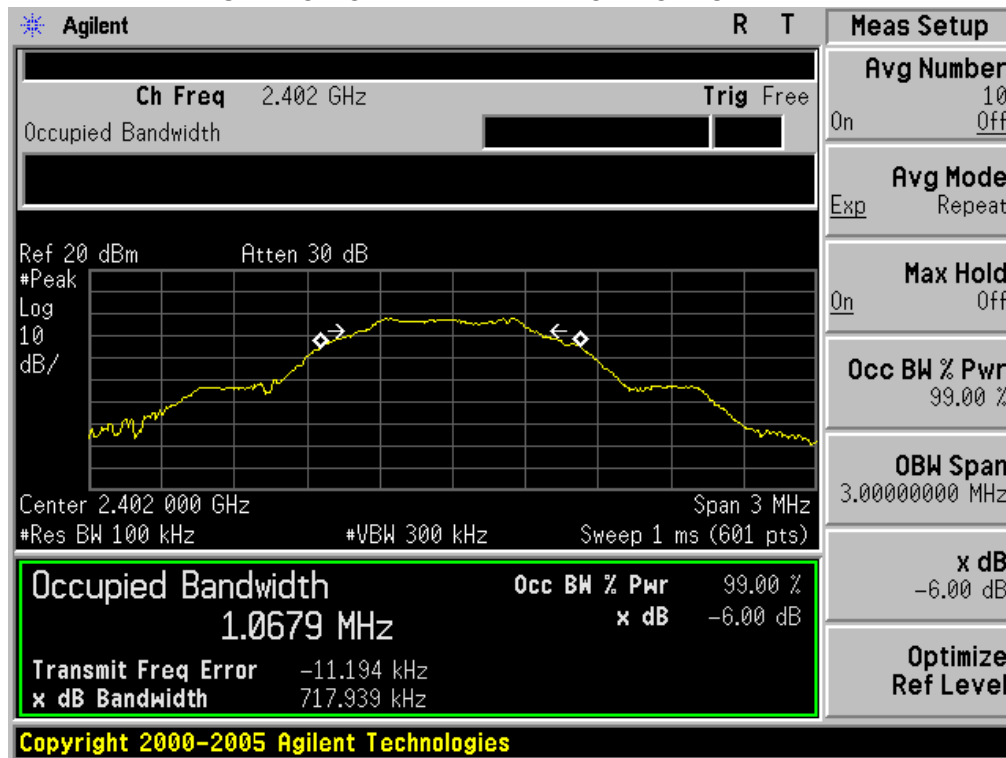 Agilent R T
Ch Freq 2.402 GHz Trig Free
Occupied Bandwidth
Ref 20 dBm Atten 30 dB
#Peak
Log
10
dB/
Center 2.402 000 GHz Span 3 MHz
#Res BW 100 kHz #VBW 300 kHz Sweep 1 ms (601 pts)
Occupied Bandwidth Occ BW % Pwr 99.00 %
1.0679 MHz x dB -6.00 dB
Transmit Freq Error -11.194 kHz
x dB Bandwidth 717.939 kHz
Copyright 2000-2005 Agilent Technologies
Meas Setup
Avg Number
10
On Off
Avg Mode
Exp Repeat
Max Hold
On Off
Occ BW % Pwr
99.00 %
OBW Span
3.00000000 MHz
x dB
-6.00 dB
Optimize
Ref Level